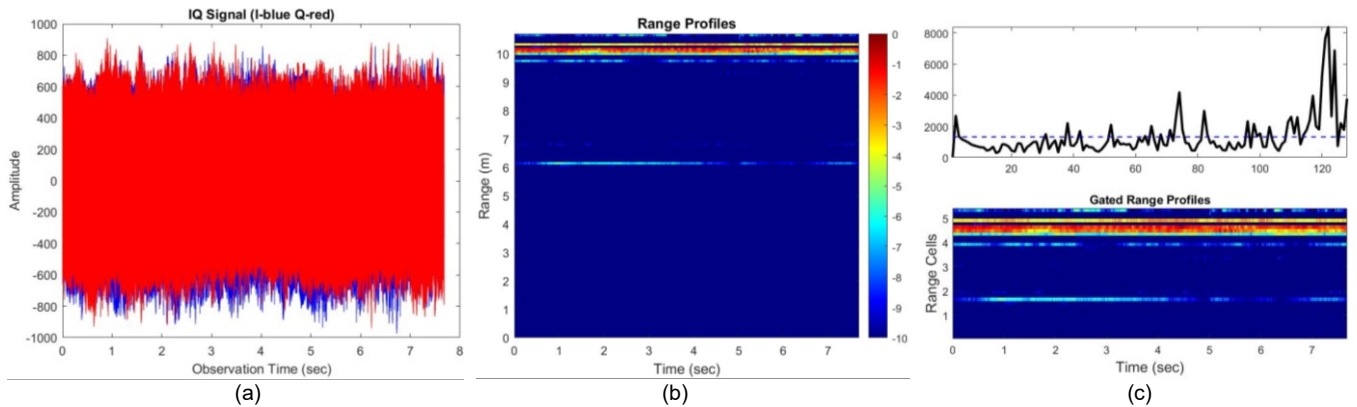 IQ Signal (I-blue Q-red)
1000
800
600
400
200
0
-200
-400
-600
-800
-1000
Amplitude
0 1 2 3 4 5 6 7 8
Observation Time (sec)
(a)
Range Profiles
10
9
8
7
6
5
4
3
2
1
0
Range (m)
0 1 2 3 4 5 6 7
Time (sec)
0
-1
-2
-3
-4
-5
-6
-7
-8
-9
-10
(b)
8000
6000
4000
2000
0
20 40 60 80 100 120
Gated Range Profiles
5
4
3
2
1
Range Cells
0 1 2 3 4 5 6 7
Time (sec)
(c)